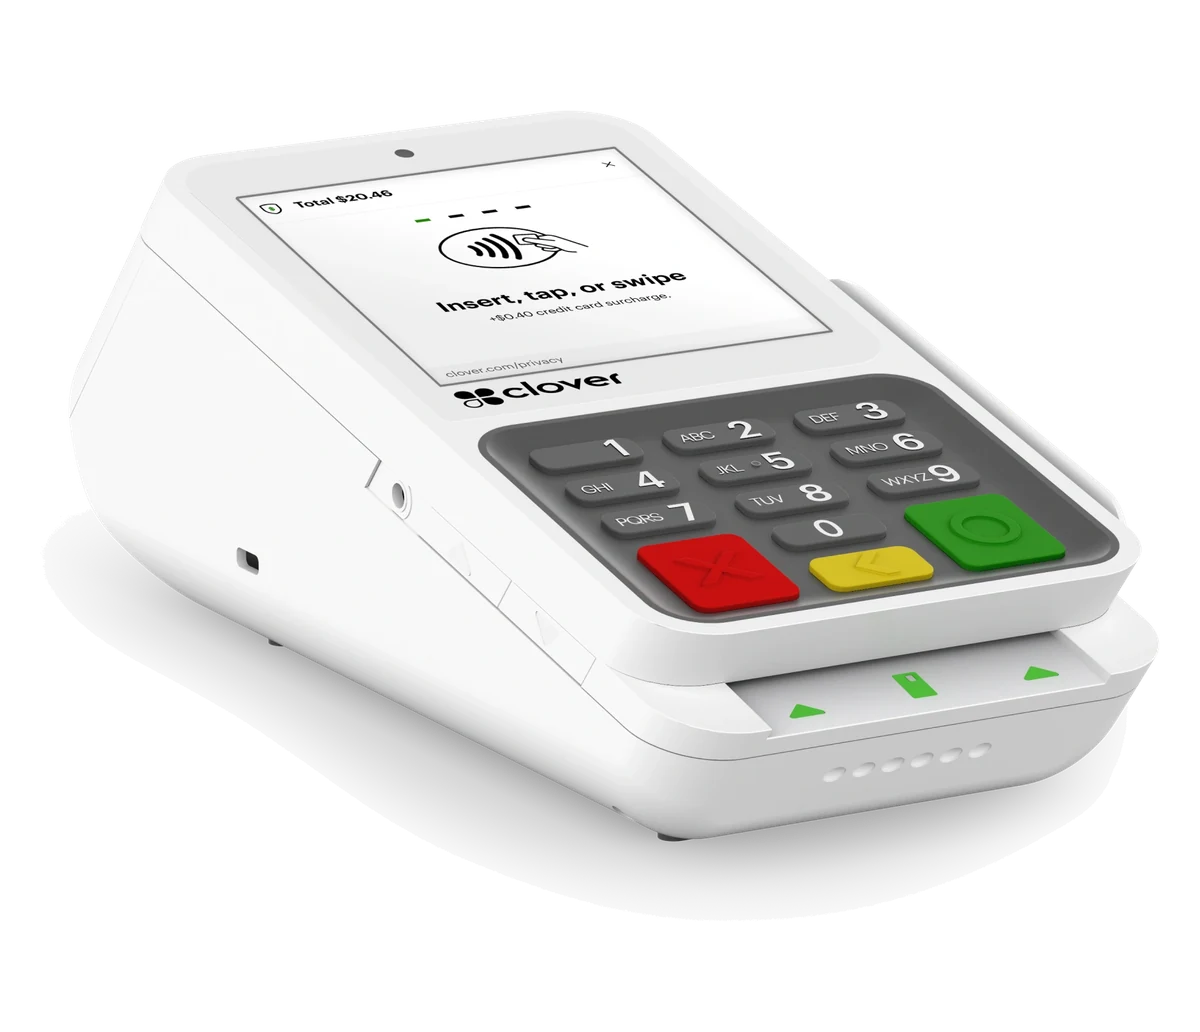 Total $20.46
Insert, tap, or swipe
+$0.40 credit card surcharge.
clover.com/privacy
clover
1
ABC 2
DEF 3
GHI 4
JKL 5
MNO 6
PQRS 7
TUV 8
WXYZ 9
0